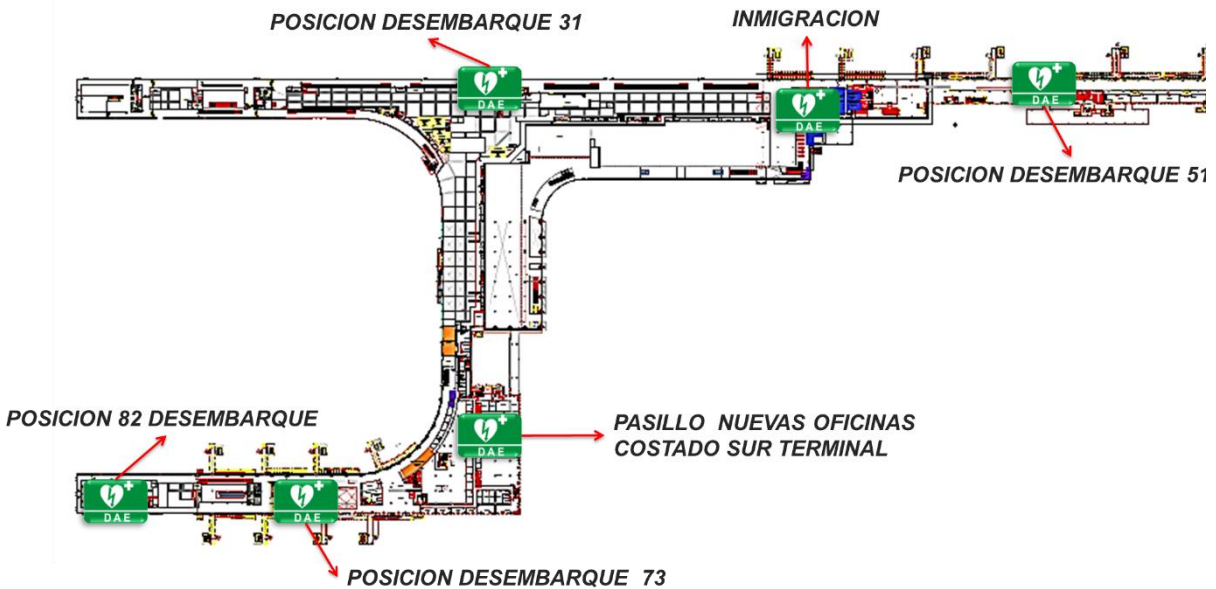 POSICION DESEMBARQUE 31
INMIGRACION
DAE
DAE
DAE
POSICION DESEMBARQUE 51
POSICION 82 DESEMBARQUE
PASILLO NUEVAS OFICINAS
COSTADO SUR TERMINAL
DAE
DAE
DAE
POSICION DESEMBARQUE 73